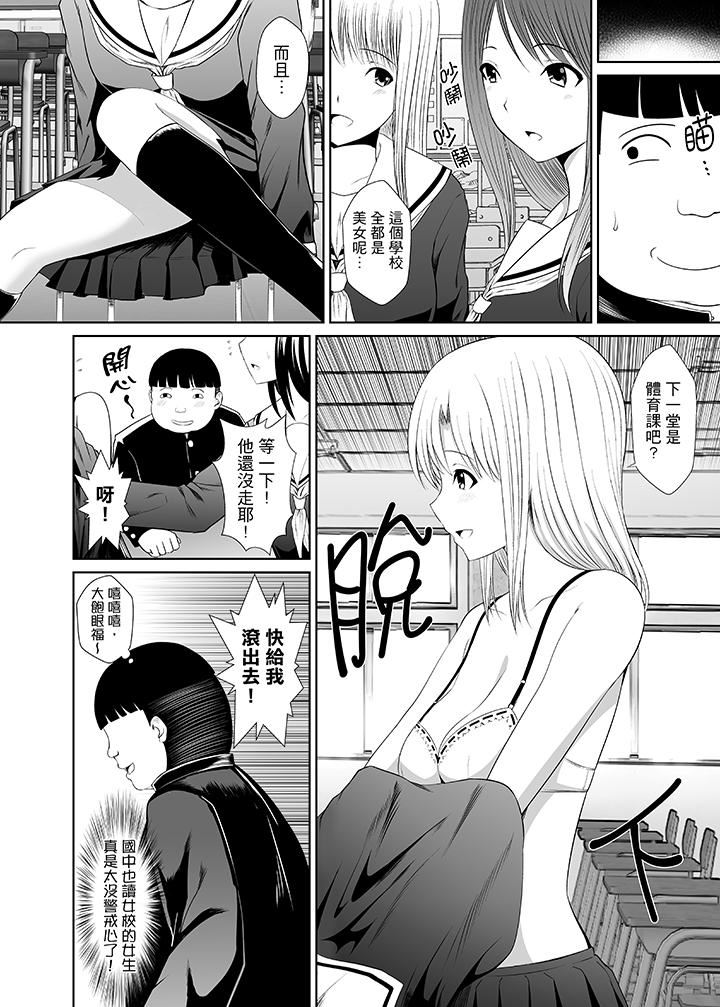 瞄…
吵鬧
吵鬧
這個學校
全都是
美女呢…
而且…
下一堂是
體育課吧？
脫
下
等一下！
他還沒走耶！
開心～
呀！
快給我
滾出去！
嘻嘻嘻，
大飽眼福～
國中也讀女校的女生
真是太沒警戒心了！